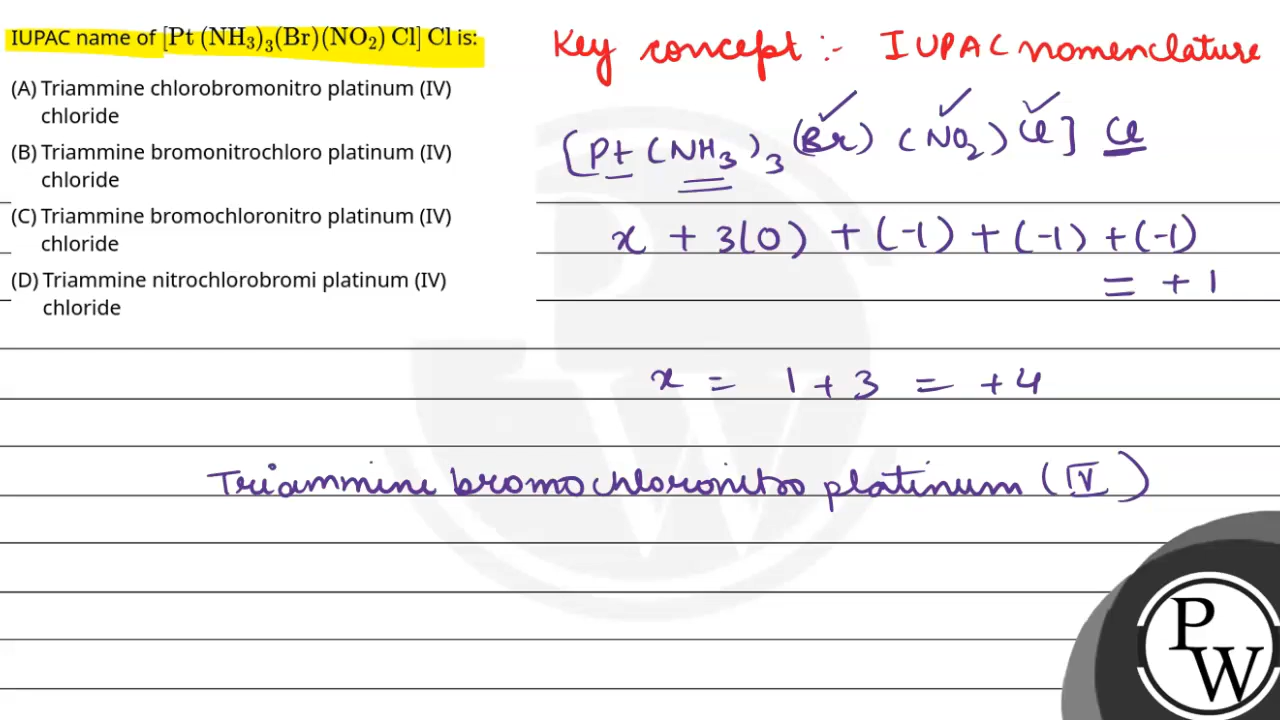 IUPAC name of [Pt (NH₃)₃(Br)(NO₂) Cl] Cl is:
(A) Triammine chlorobromonitro platinum (IV)
chloride
(B) Triammine bromonitrochloro platinum (IV)
chloride
(C) Triammine bromochloronitro platinum (IV)
chloride
(D) Triammine nitrochlorobromi platinum (IV)
chloride
Key concept :- IUPAC nomenclature
[Pt (NH₃)₃ (Br) (NO₂) Cl] Cl
x + 3(0) + (-1) + (-1) + (-1)
= + 1
x = 1 + 3 = + 4
Triammine bromochloronitro platinum (IV)
PW
PW